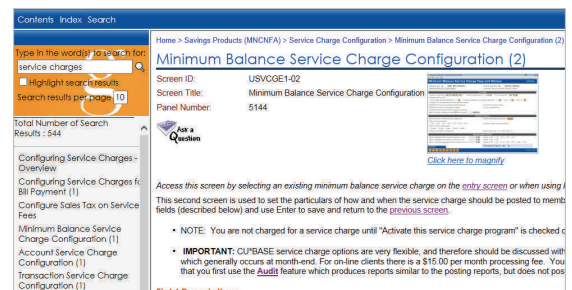 Contents Index Search
Type in the word(s) to search for:
service charges
Highlight search results
Search results per page 10
Total Number of Search
Results : 544
Configuring Service Charges -
Overview
Configuring Service Charges fo
Bill Payment (1)
Configure Sales Tax on Service
Fees
Minimum Balance Service
Charge Configuration (1)
Account Service Charge
Configuration (1)
Transaction Service Charge
Configuration (1)
Home > Savings Products (MNCNFA) > Service Charge Configuration > Minimum Balance Service Charge Configuration (2)
Minimum Balance Service Charge Configuration (2)
Screen ID: USVCGE1-02
Screen Title: Minimum Balance Service Charge Configuration
Panel Number: 5144
Ask a
Question
Click here to magnify
Access this screen by selecting an existing minimum balance service charge on the entry screen or when using
This second screen is used to set the particulars of how and when the service charge should be posted to memb
fields (described below) and use Enter to save and return to the previous screen.
• NOTE: You are not charged for a service charge until "Activate this service charge program" is checked
• IMPORTANT: CU*BASE service charge options are very flexible, and therefore should be discussed with
which generally occurs at month-end. For on-line clients there is a $15.00 per month processing fee. You
that you first use the Audit feature which produces reports similar to the posting reports, but does not pos